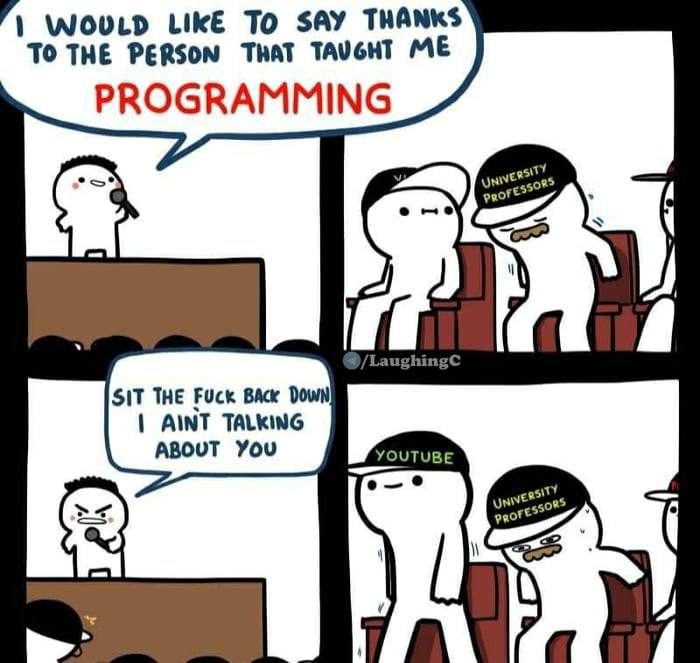 I WOULD LIKE TO SAY THANKS
TO THE PERSON THAT TAUGHT ME
PROGRAMMING
UNIVERSITY
PROFESSORS
/LaughingC
SIT THE FUCK BACK DOWN
I AIN'T TALKING
ABOUT YOU
YOUTUBE
UNIVERSITY
PROFESSORS